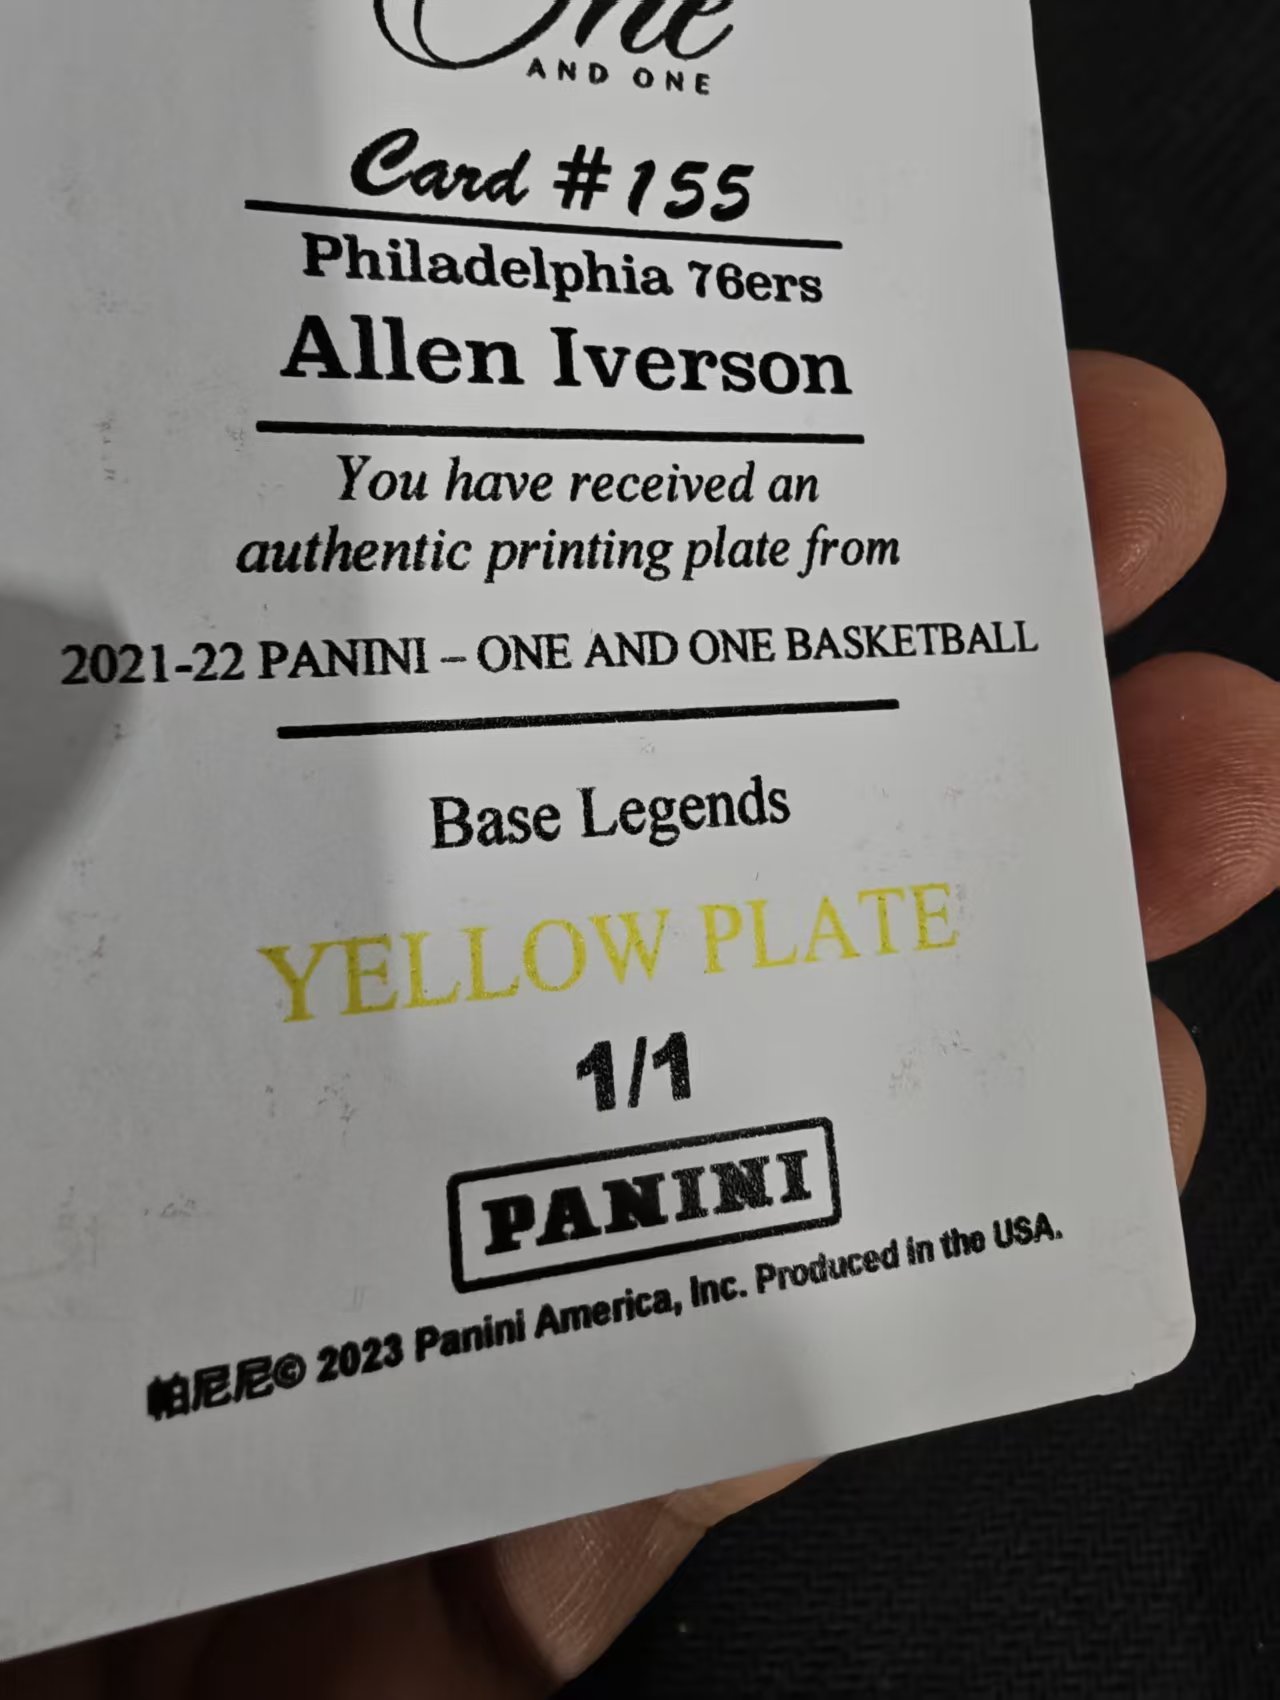 One
AND ONE
Card #155
Philadelphia 76ers
Allen Iverson
You have received an
authentic printing plate from
2021-22 PANINI – ONE AND ONE BASKETBALL
Base Legends
YELLOW PLATE
1/1
PANINI
帕尼尼© 2023 Panini America, Inc. Produced in the USA.